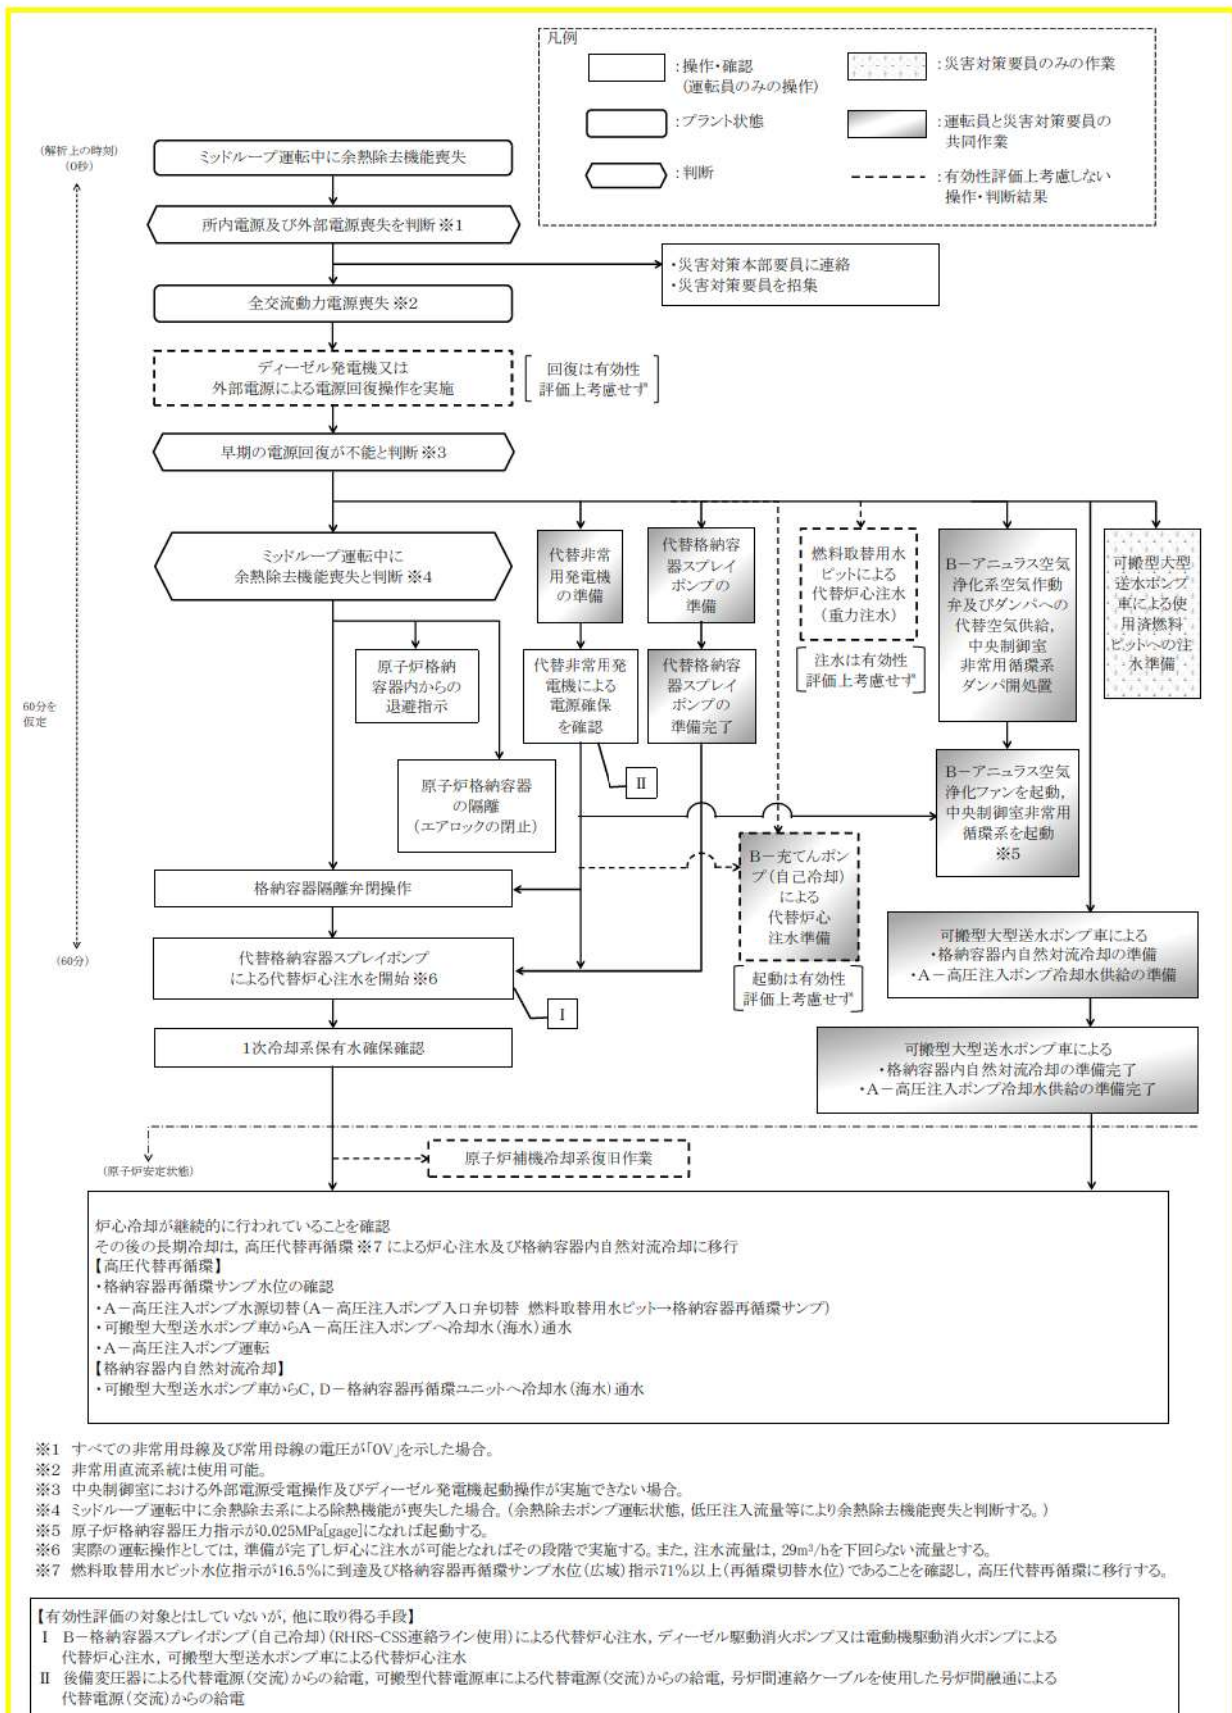 凡例
:操作・確認
(運転員のみの操作)
:災害対策要員のみの作業
:プラント状態
:運転員と災害対策要員の
共同作業
:判断
:有効性評価上考慮しない
操作・判断結果
(解析上の時刻)
(0秒)
ミッドループ運転中に余熱除去機能喪失
所内電源及び外部電源喪失を判断※1
・災害対策本部要員に連絡
・災害対策要員を招集
全交流動力電源喪失※2
ディーゼル発電機又は
外部電源による電源回復操作を実施
回復は有効性
評価上考慮せず
早期の電源回復が不能と判断※3
ミッドループ運転中に
余熱除去機能喪失と判断※4
代替非常
用発電機
の準備
代替格納容
器スプレイ
ポンプの
準備
燃料取替用水
ピットによる
代替炉心注水
(重力注水)
注水は有効性
評価上考慮せず
B-アニュラス空気
浄化系空気作動
弁及びダンパへの
代替空気供給,
中央制御室
非常用循環系
ダンパ開処置
可搬型大型
送水ポンプ
車による使
用済燃料
ピットへの注
水準備
原子炉格納
容器内からの
退避指示
代替非常用発
電機による
電源確保
を確認
代替格納容
器スプレイ
ポンプの
準備完了
60分を
仮定
II
原子炉格納容器
の隔離
(エアロックの閉止)
B-アニュラス空気
浄化ファンを起動,
中央制御室非常用
循環系を起動
※5
B-充てんポン
プ(自己冷却)
による
代替炉心
注水準備
起動は有効性
評価上考慮せず
格納容器隔離弁閉操作
(60分)
代替格納容器スプレイポンプ
による代替炉心注水を開始※6
I
可搬型大型送水ポンプ車による
・格納容器内自然対流冷却の準備
・A-高圧注入ポンプ冷却水供給の準備
1次冷却系保有水確保確認
可搬型大型送水ポンプ車による
・格納容器内自然対流冷却の準備完了
・A-高圧注入ポンプ冷却水供給の準備完了
(原子炉安定状態)
原子炉補機冷却系復旧作業
炉心冷却が継続的に行われていることを確認
その後の長期冷却は,高圧代替再循環※7による炉心注水及び格納容器内自然対流冷却に移行
【高圧代替再循環】
・格納容器再循環サンプ水位の確認
・A-高圧注入ポンプ水源切替(A-高圧注入ポンプ入口弁切替 燃料取替用水ピット→格納容器再循環サンプ)
・可搬型大型送水ポンプ車からA-高圧注入ポンプへ冷却水(海水)通水
・A-高圧注入ポンプ運転
【格納容器内自然対流冷却】
・可搬型大型送水ポンプ車からC,D-格納容器再循環ユニットへ冷却水(海水)通水
※1 すべての非常用母線及び常用母線の電圧が「0V」を示した場合。
※2 非常用直流系統は使用可能。
※3 中央制御室における外部電源受電操作及びディーゼル発電機起動操作が実施できない場合。
※4 ミッドループ運転中に余熱除去系による除熱機能が喪失した場合。(余熱除去ポンプ運転状態,低圧注入流量等により余熱除去機能喪失と判断する。)
※5 原子炉格納容器圧力指示が0.025MPa[gage]になれば起動する。
※6 実際の運転操作としては,準備が完了し炉心に注水が可能となればその段階で実施する。また,注水流量は,29m³/hを下回らない流量とする。
※7 燃料取替用水ピット水位指示が16.5%に到達及び格納容器再循環サンプ水位(広域)指示71%以上(再循環切替水位)であることを確認し,高圧代替再循環に移行する。
【有効性評価の対象とはしていないが,他に取り得る手段】
I B-格納容器スプレイポンプ(自己冷却)(RHRS-CSS連絡ライン使用)による代替炉心注水,ディーゼル駆動消火ポンプ又は電動機駆動消火ポンプによる
代替炉心注水,可搬型大型送水ポンプ車による代替炉心注水
II 後備変圧器による代替電源(交流)からの給電,可搬型代替電源車による代替電源(交流)からの給電,号炉間連絡ケーブルを使用した号炉間融通による
代替電源(交流)からの給電